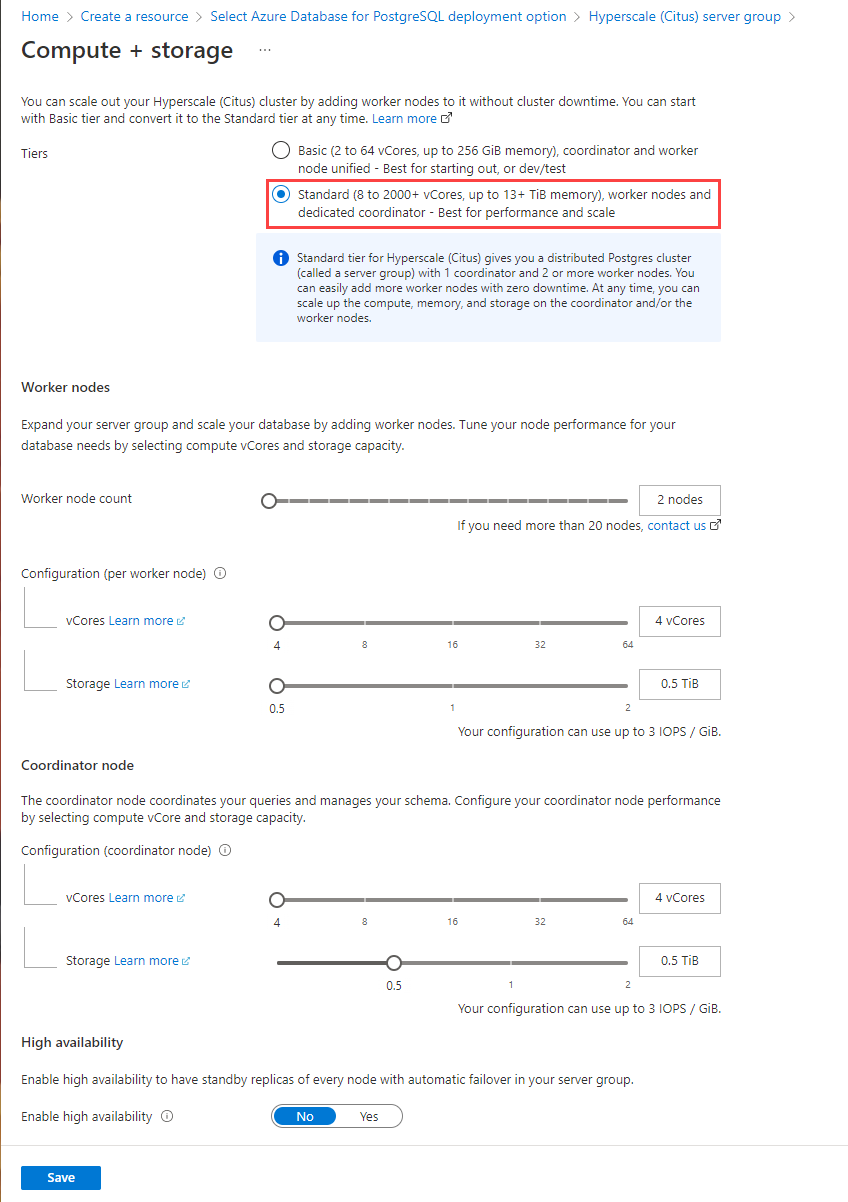 Home > Create a resource > Select Azure Database for PostgreSQL deployment option > Hyperscale (Citus) server group >
Compute + storage ...
You can scale out your Hyperscale (Citus) cluster by adding worker nodes to it without cluster downtime. You can start
with Basic tier and convert it to the Standard tier at any time. Learn more
Tiers
Basic (2 to 64 vCores, up to 256 GiB memory), coordinator and worker
node unified - Best for starting out, or dev/test
Standard (8 to 2000+ vCores, up to 13+ TiB memory), worker nodes and
dedicated coordinator - Best for performance and scale
Standard tier for Hyperscale (Citus) gives you a distributed Postgres cluster
(called a server group) with 1 coordinator and 2 or more worker nodes. You
can easily add more worker nodes with zero downtime. At any time, you can
scale up the compute, memory, and storage on the coordinator and/or the
worker nodes.
Worker nodes
Expand your server group and scale your database by adding worker nodes. Tune your node performance for your
database needs by selecting compute vCores and storage capacity.
Worker node count 2 nodes
If you need more than 20 nodes, contact us
Configuration (per worker node)
vCores Learn more 4 vCores
4 8 16 32 64
Storage Learn more 0.5 TiB
0.5 1 2
Your configuration can use up to 3 IOPS / GiB.
Coordinator node
The coordinator node coordinates your queries and manages your schema. Configure your coordinator node performance
by selecting compute vCore and storage capacity.
Configuration (coordinator node)
vCores Learn more 4 vCores
4 8 16 32 64
Storage Learn more 0.5 TiB
0.5 1 2
Your configuration can use up to 3 IOPS / GiB.
High availability
Enable high availability to have standby replicas of every node with automatic failover in your server group.
Enable high availability No Yes
Save